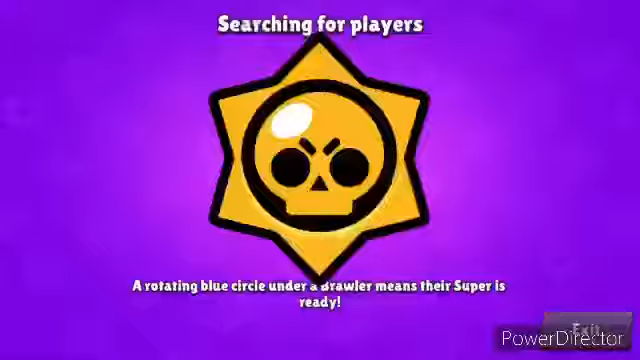 Searching for players
A rotating blue circle under a Brawler means their Super is
ready!
Exit
PowerDirector